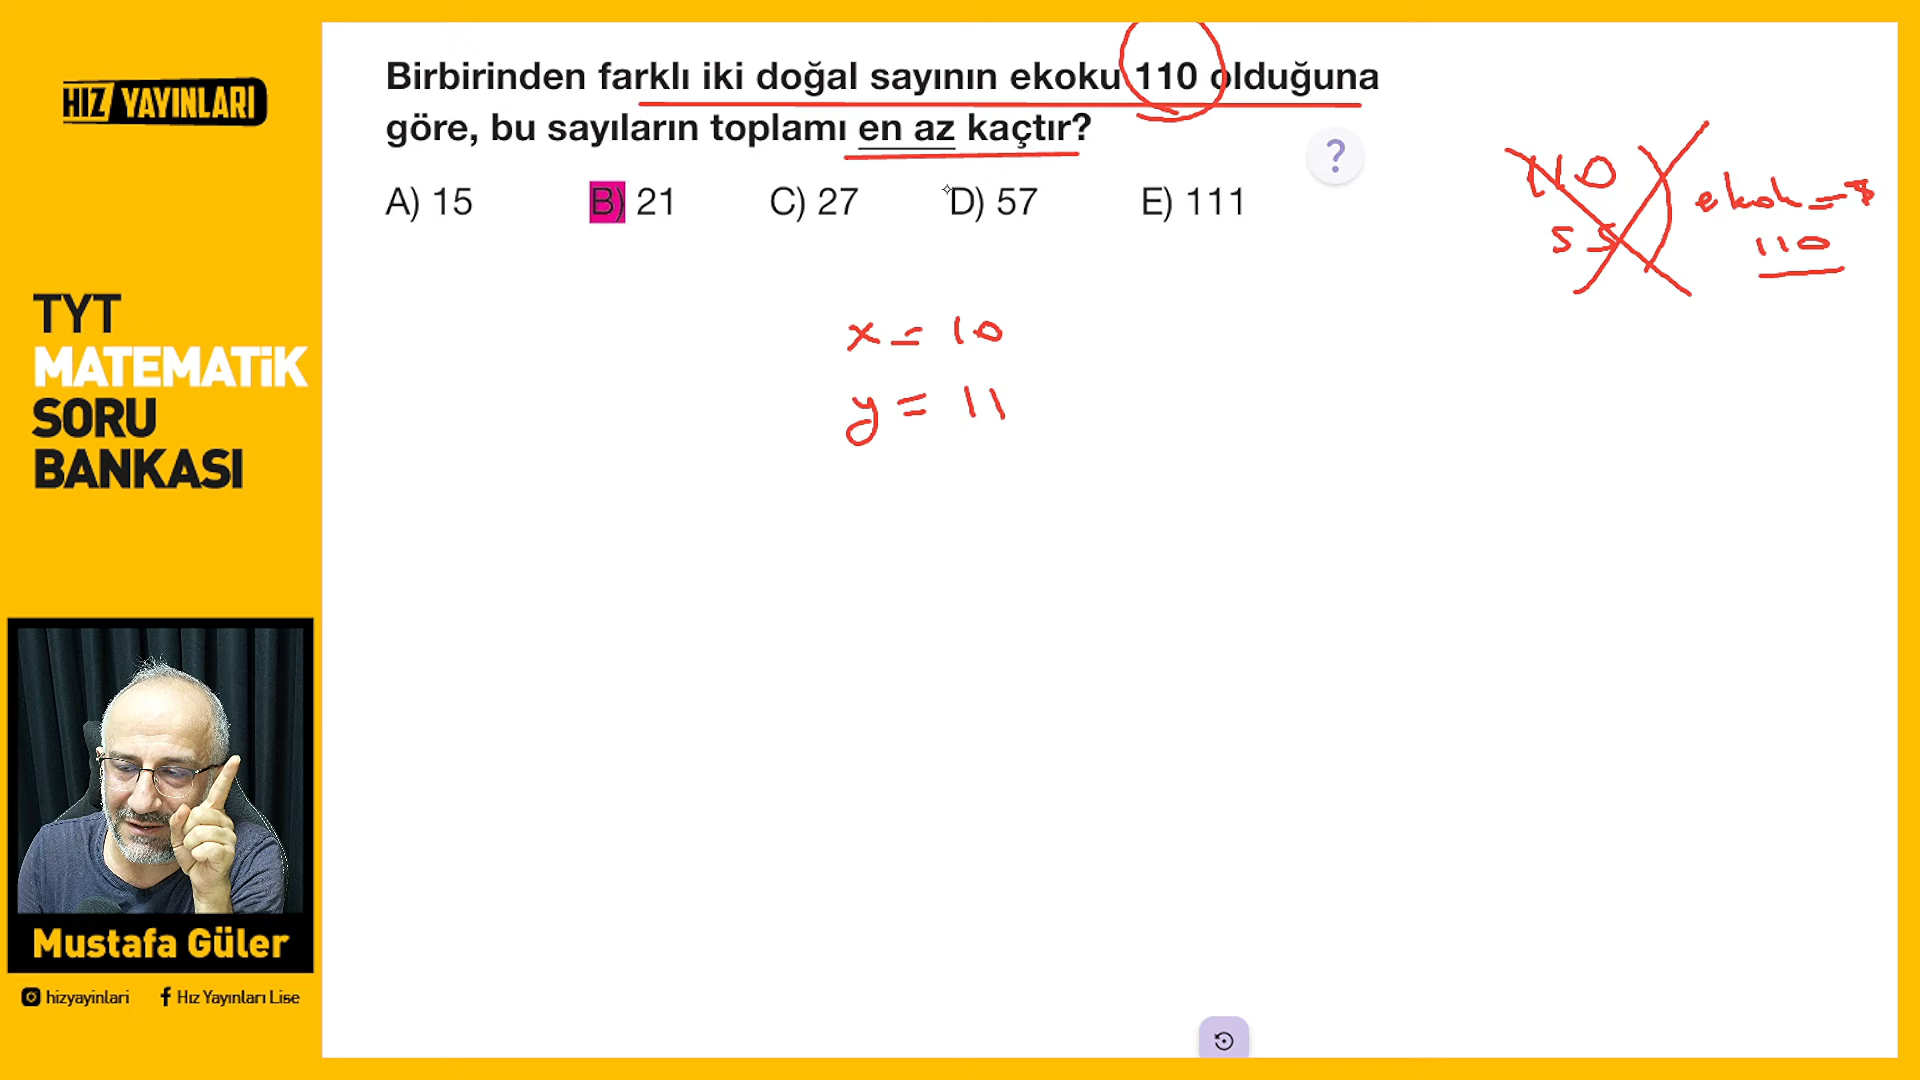 HIZ YAYINLARI
TYT
MATEMATİK
SORU
BANKASI
Mustafa Güler
hizyayinlari
Hız Yayınları Lise
Birbirinden farklı iki doğal sayının ekoku 110 olduğuna
göre, bu sayıların toplamı en az kaçtır?
?
A) 15 B) 21 C) 27 D) 57 E) 111
110
55
ekok =
110
x = 10
y = 11